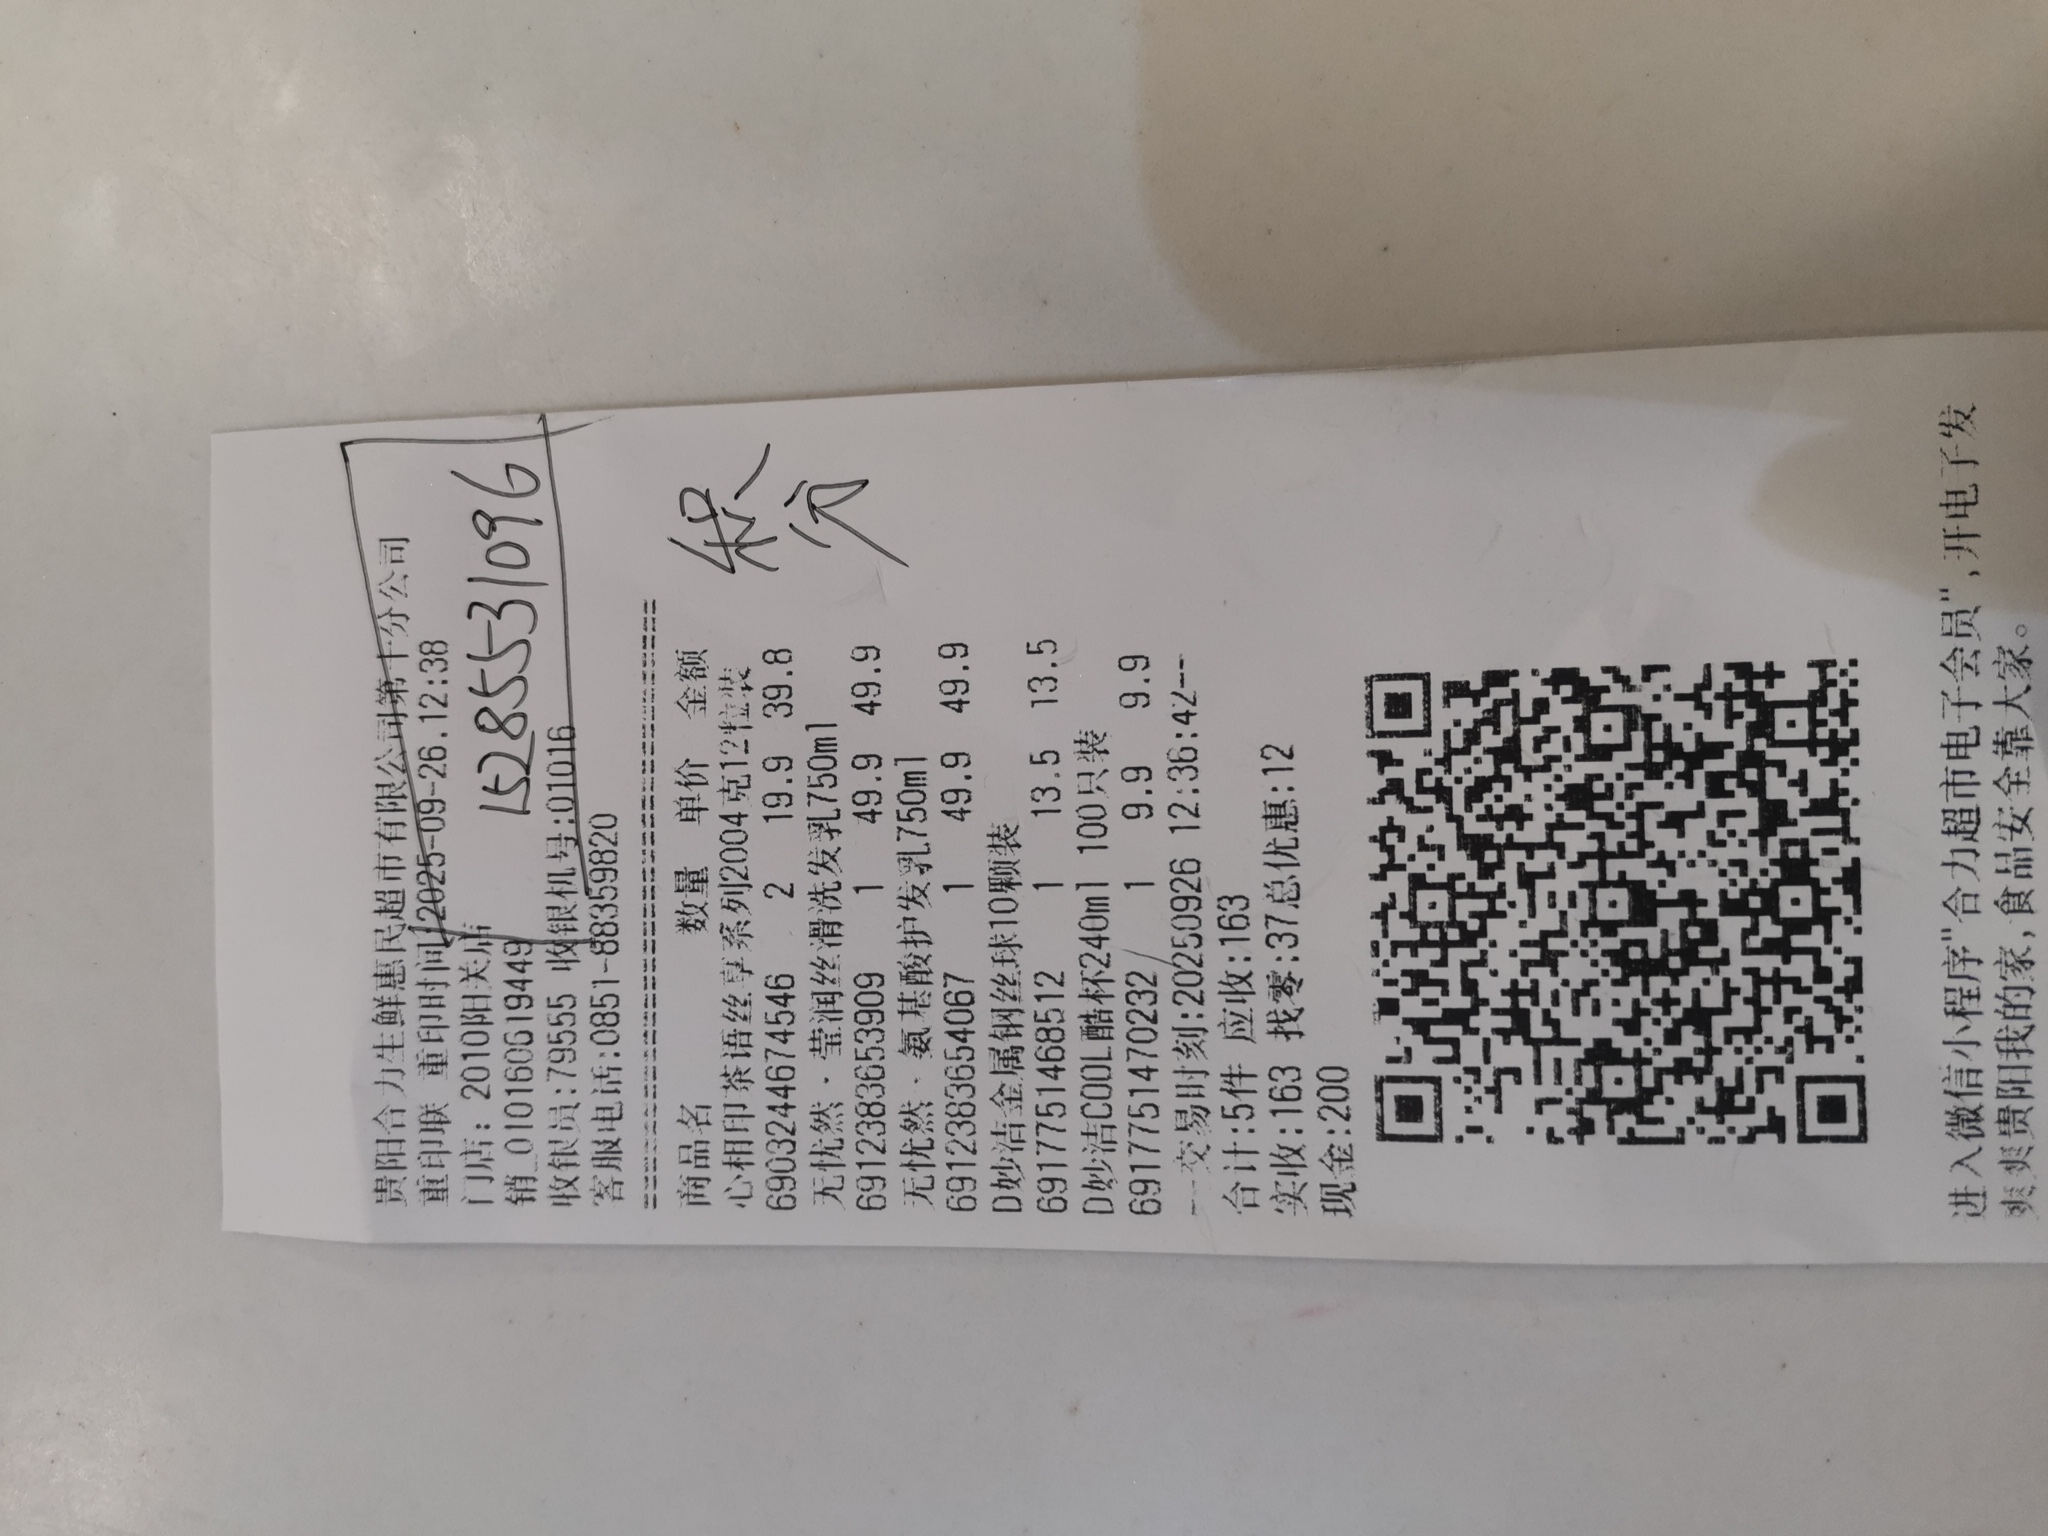 贵阳合力生鲜惠民超市有限公司第十分公司
重印联 重印时间:2025-09-26.12:38
门店: 2010阳关店
15285531096
销_010160619449
收银员:79555 收银机号:01016
客服电话:0851-88359820
积分
商品名 数量 单价 金额
心相印茶语丝享系列2004克12粒装
6903244674546 2 19.9 39.8
无忧然·莹润丝滑洗发乳750ml
6912383653909 1 49.9 49.9
无忧然·氨基酸护发乳750ml
6912383654067 1 49.9 49.9
D妙洁金属钢丝球10颗装
6917751468512 1 13.5 13.5
D妙洁COOL酷杯240ml 100只装
6917751470232 1 9.9 9.9
--交易时刻:20250926 12:36:42--
合计:5件 应收:163
实收:163 找零:37总优惠:12
现金:200
进入微信小程序"合力超市电子会员",开电子发
爽爽贵阳我的家,食品安全靠大家。